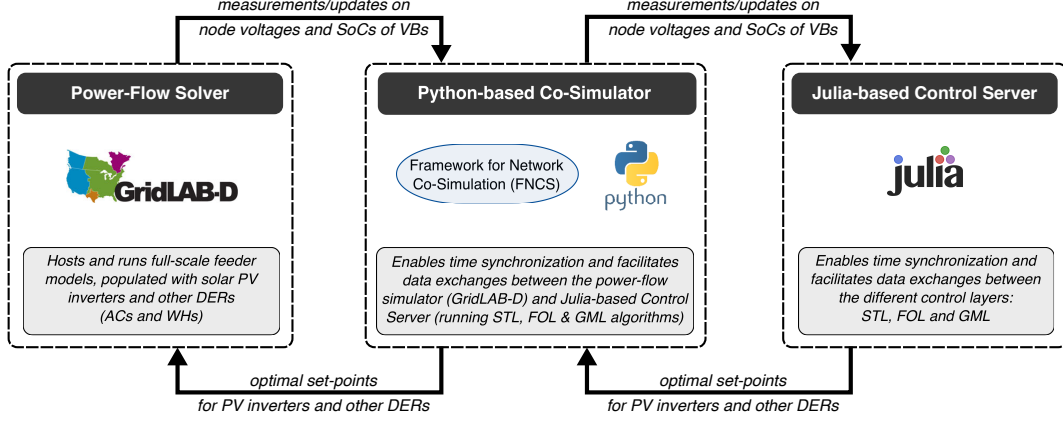 measurements/updates on
node voltages and SoCs of VBs
measurements/updates on
node voltages and SoCs of VBs
Power-Flow Solver
GridLAB-D
Hosts and runs full-scale feeder
models, populated with solar PV
inverters and other DERs
(ACs and WHs)
Python-based Co-Simulator
Framework for Network
Co-Simulation (FNCS)
python
Enables time synchronization and facilitates
data exchanges between the power-flow
simulator (GridLAB-D) and Julia-based Control
Server (running STL, FOL & GML algorithms)
Julia-based Control Server
julia
Enables time synchronization and
facilitates data exchanges between
the different control layers:
STL, FOL and GML
optimal set-points
for PV inverters and other DERs
optimal set-points
for PV inverters and other DERs